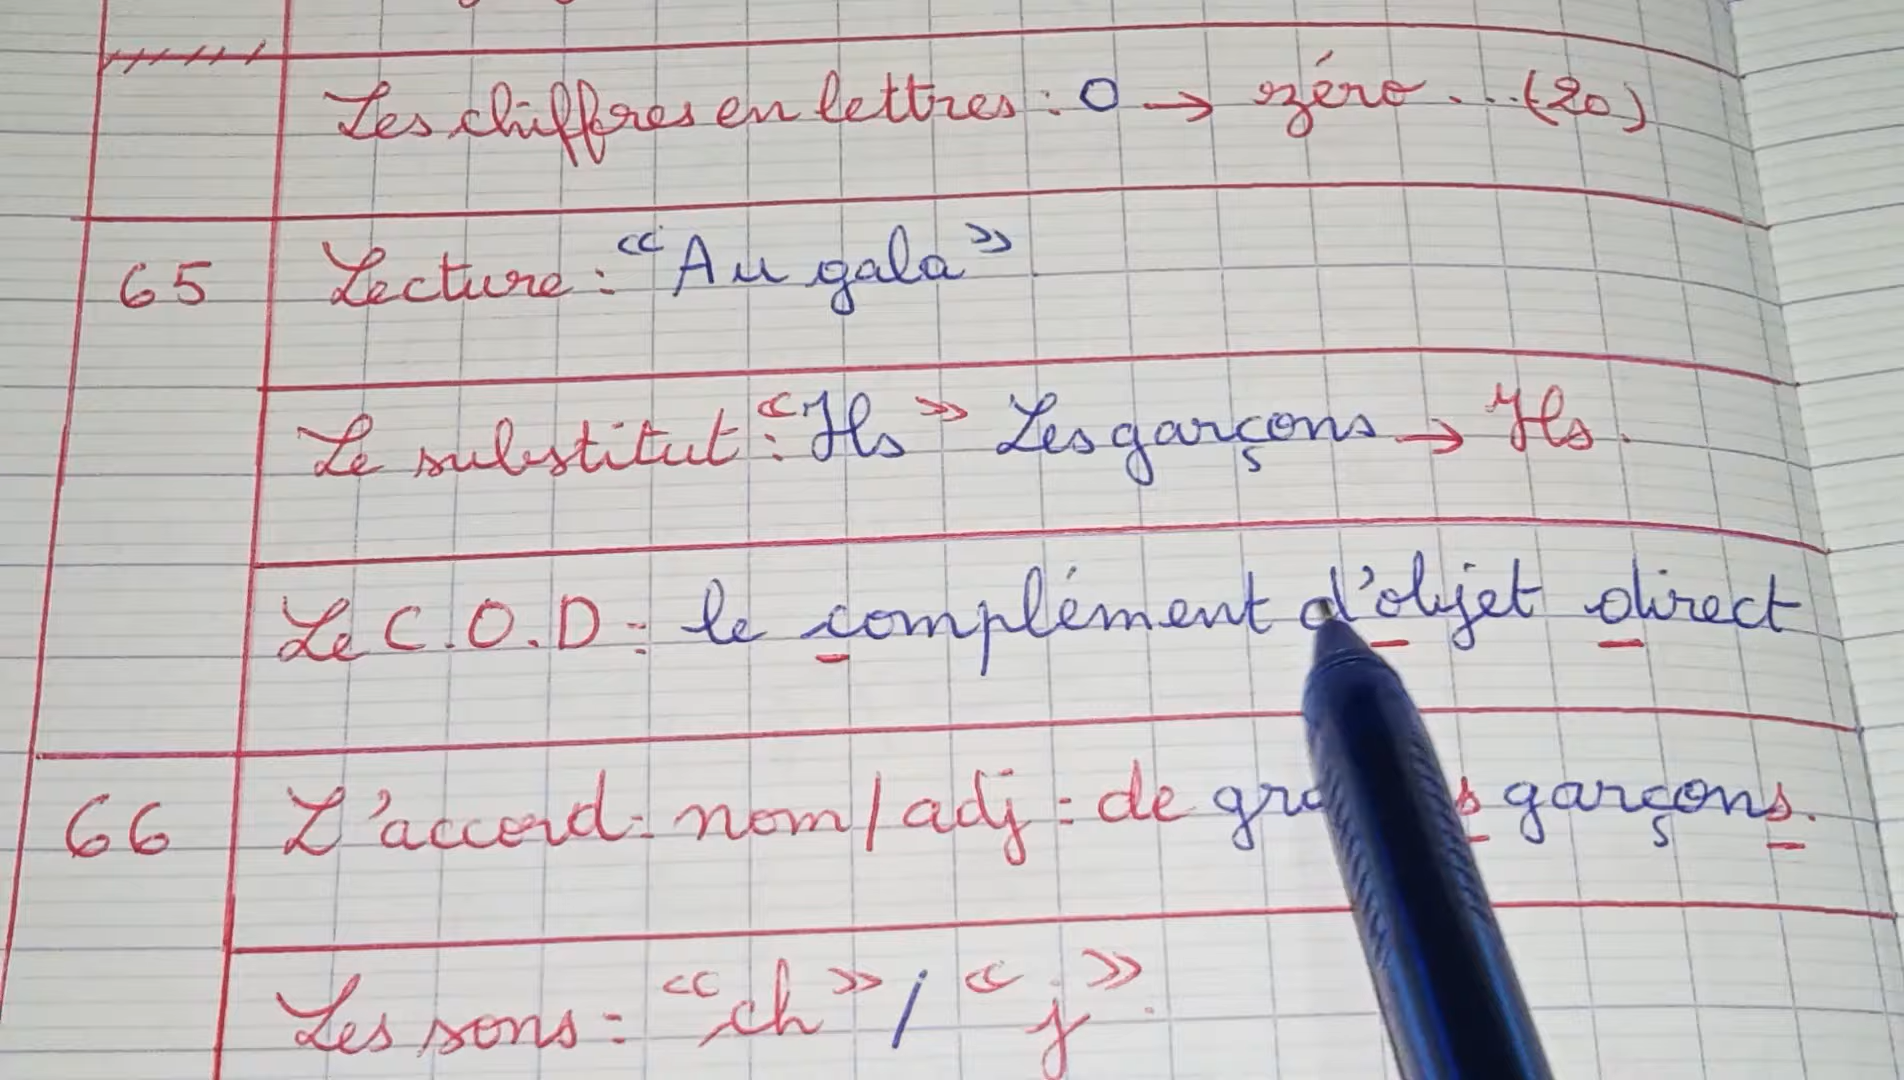 Les chiffres en lettres : 0 → zéro...(20)
65 Lecture : "Au gala"
Le substitut : "Ils" Les garçons → Ils.
Le C.O.D : le complément d'objet direct
66 L'accord : nom / adj : de garçons.
Les sons : "ch" / "j".